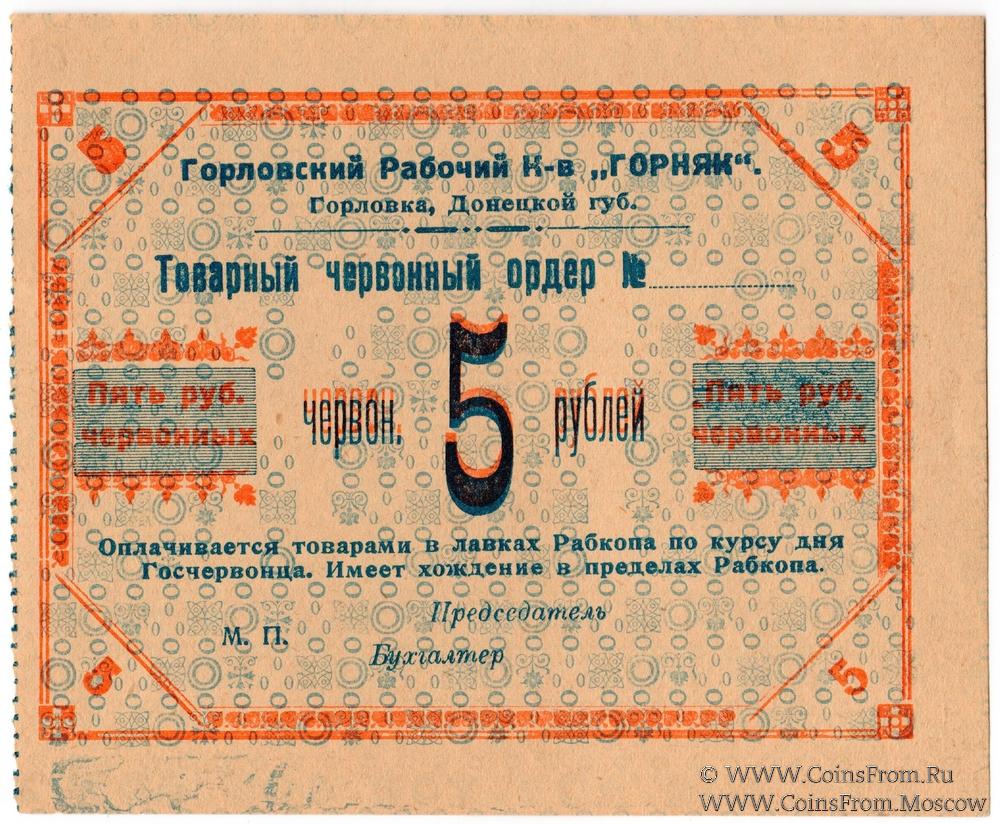 5 5
Горловский Рабочий К-в „ГОРНЯК“.
Горловка, Донецкой губ.
Товарный червонный ордер №
Пять руб.
червонных
червон. 5 рублей
Пять руб.
червонных
Оплачивается товарами в лавках Рабкопа по курсу дня
Госчервонца. Имеет хождение в пределах Рабкопа.
Председатель
М. П.
Бухгалтер
5 5
© WWW.CoinsFrom.Ru
WWW.CoinsFrom.Moscow